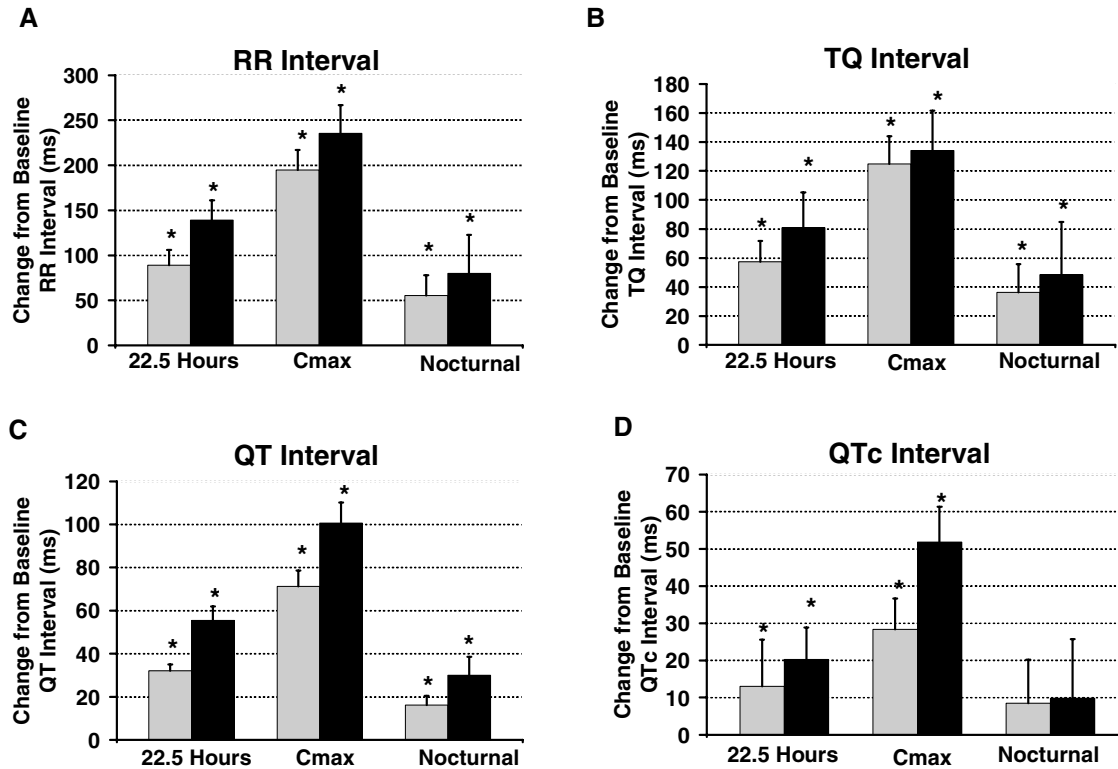 A
RR Interval
Change from Baseline
RR Interval (ms)
300
250
200
150
100
50
0
*
*
*
*
*
*
22.5 Hours
Cmax
Nocturnal
B
TQ Interval
Change from Baseline
TQ Interval (ms)
180
160
140
120
100
80
60
40
20
0
*
*
*
*
*
*
22.5 Hours
Cmax
Nocturnal
C
QT Interval
Change from Baseline
QT Interval (ms)
120
100
80
60
40
20
0
*
*
*
*
*
*
22.5 Hours
Cmax
Nocturnal
D
QTc Interval
Change from Baseline
QTc Interval (ms)
70
60
50
40
30
20
10
0
*
*
*
*
22.5 Hours
Cmax
Nocturnal